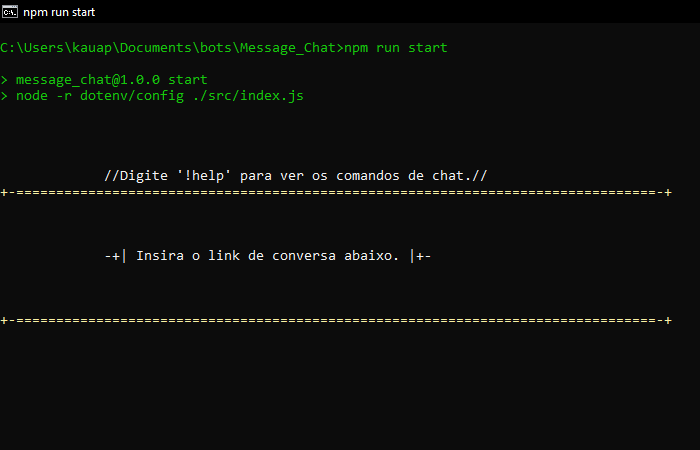 npm run start
C:\Users\kauap\Documents\bots\Message_Chat>npm run start
> message_chat@1.0.0 start
> node -r dotenv/config ./src/index.js
//Digite '!help' para ver os comandos de chat.//
+-================================================================================-+
-+| Insira o link de conversa abaixo. |+-
+-================================================================================-+